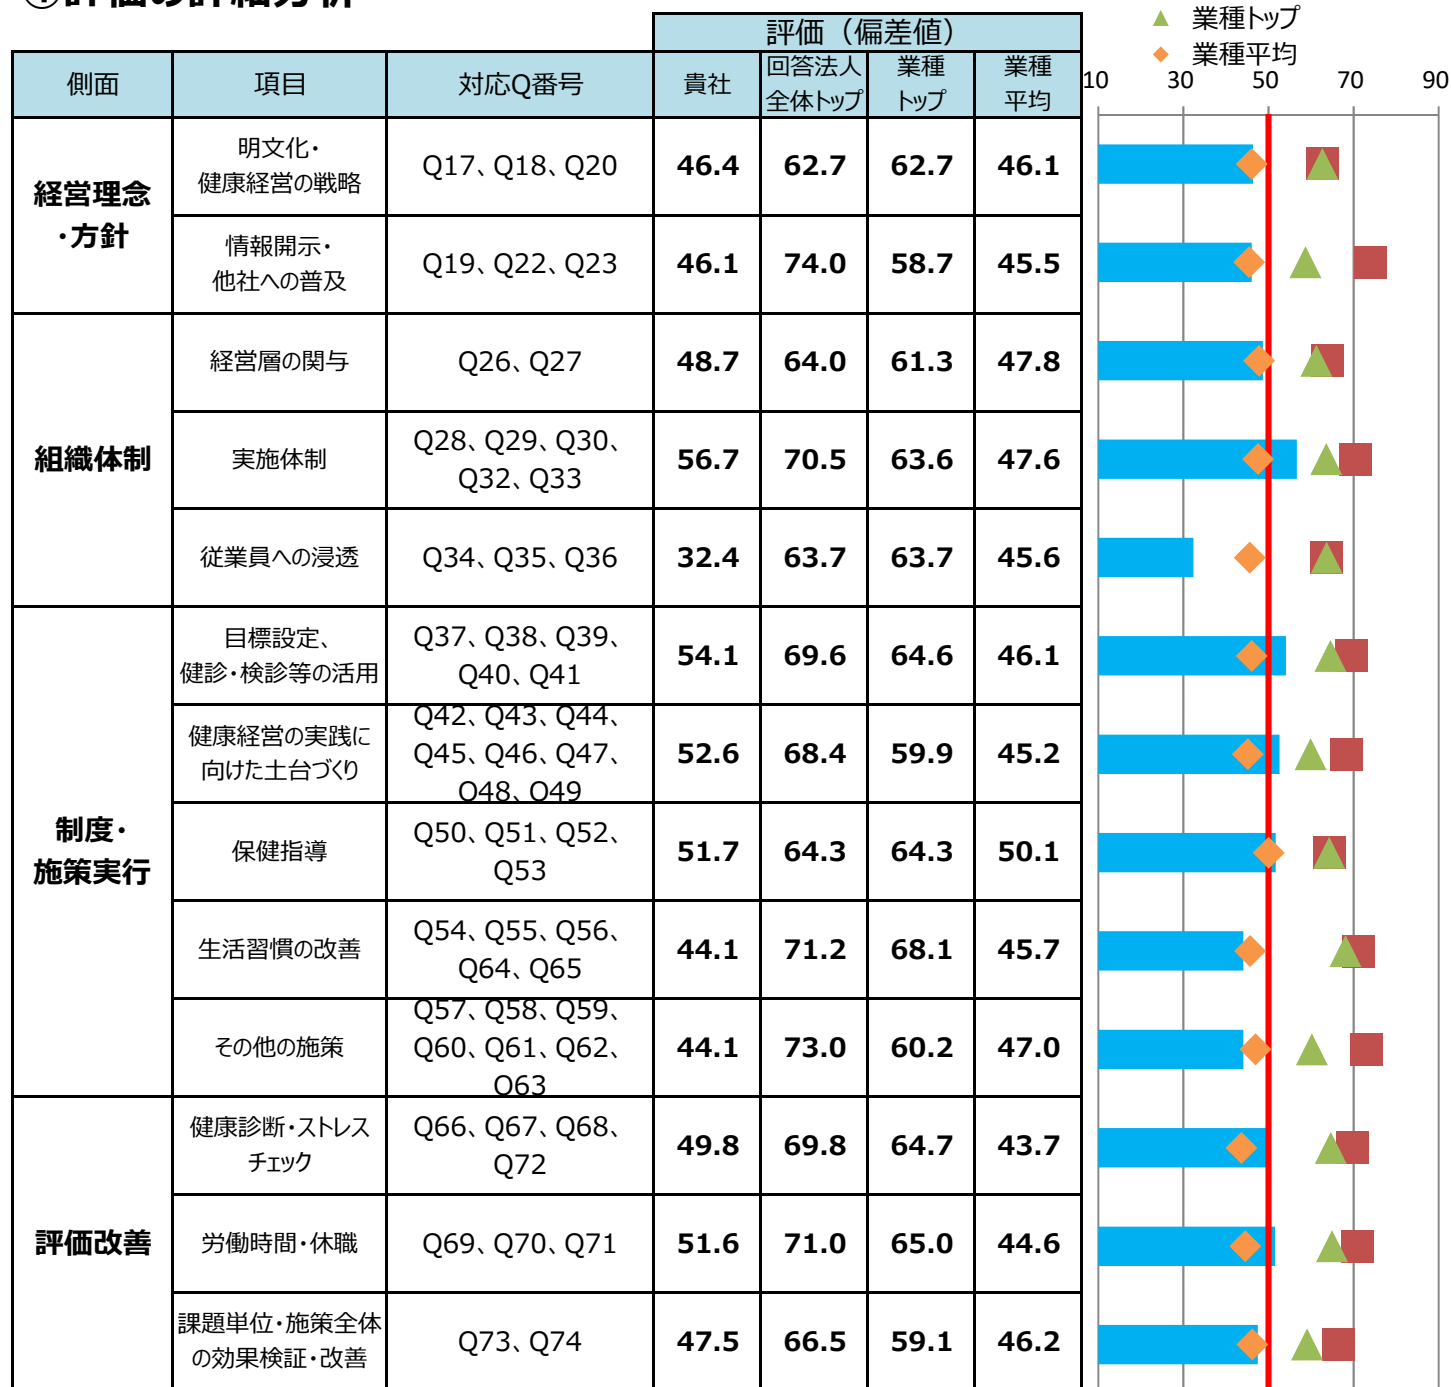 ①評価の詳細分析
▲ 業種トップ
◆ 業種平均
評価（偏差値）
側面 項目 対応Q番号 貴社 回答法人 業種 業種
全体トップ トップ 平均
10 30 50 70 90
経営理念
・方針
明文化・
健康経営の戦略
Q17、Q18、Q20 46.4 62.7 62.7 46.1
情報開示・
他社への普及
Q19、Q22、Q23 46.1 74.0 58.7 45.5
組織体制
経営層の関与 Q26、Q27 48.7 64.0 61.3 47.8
実施体制
Q28、Q29、Q30、
Q32、Q33
56.7 70.5 63.6 47.6
従業員への浸透 Q34、Q35、Q36 32.4 63.7 63.7 45.6
制度・
施策実行
目標設定、
健診・検診等の活用
Q37、Q38、Q39、
Q40、Q41
54.1 69.6 64.6 46.1
健康経営の実践に
向けた土台づくり
Q42、Q43、Q44、
Q45、Q46、Q47、
Q48、Q49
52.6 68.4 59.9 45.2
保健指導
Q50、Q51、Q52、
Q53
51.7 64.3 64.3 50.1
生活習慣の改善
Q54、Q55、Q56、
Q64、Q65
44.1 71.2 68.1 45.7
その他の施策
Q57、Q58、Q59、
Q60、Q61、Q62、
Q63
44.1 73.0 60.2 47.0
評価改善
健康診断・ストレス
チェック
Q66、Q67、Q68、
Q72
49.8 69.8 64.7 43.7
労働時間・休職 Q69、Q70、Q71 51.6 71.0 65.0 44.6
課題単位・施策全体
の効果検証・改善
Q73、Q74 47.5 66.5 59.1 46.2